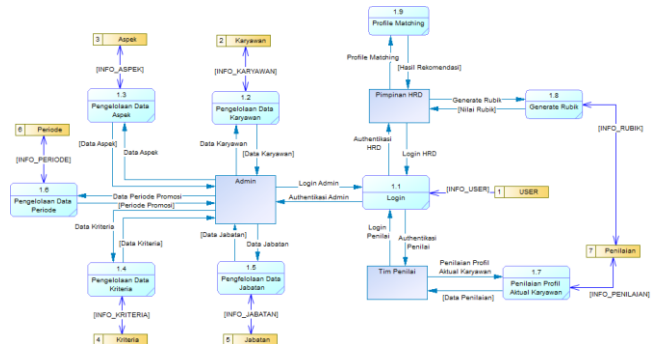 1.9
Profile Matching
3 Aspek
2 Karyawan
Profile Matching
[Hasil Rekomendasi]
[INFO_ASPEK]
[INFO_KARYAWAN]
1.3
Pengelolaan Data
Aspek
1.2
Pengelolaan Data
Karyawan
Pimpinan HRD
Generate Rubik
[Nilai Rubik]
1.8
Generate Rubik
6 Periode
[INFO_PERIODE]
[Data Aspek]
Data Aspek
Data Karyawan
[Data Karyawan]
Authentikasi
HRD
Login HRD
[INFO_RUBIK]
1.6
Pengelolaan Data
Periode
Data Periode Promosi
[Periode Promosi]
Admin
Login Admin
Authentikasi Admin
1.1
Login
[INFO_USER]
1 USER
Data Kriteria
[Data Kriteria]
[Data Jabatan]
Data Jabatan
Login
Penilai
Authentikasi
Penilai
7 Penilaian
1.4
Pengelolaan Data
Kriteria
1.5
Pengfelolaan Data
Jabatan
Tim Penilai
Penilaian Profil
Aktual Karyawan
[Data Penilaian]
1.7
Penilaian Profil
Aktual Karyawan
[INFO_PENILAIAN]
[INFO_KRITERIA]
[INFO_JABATAN]
4 Kriteria
5 Jabatan